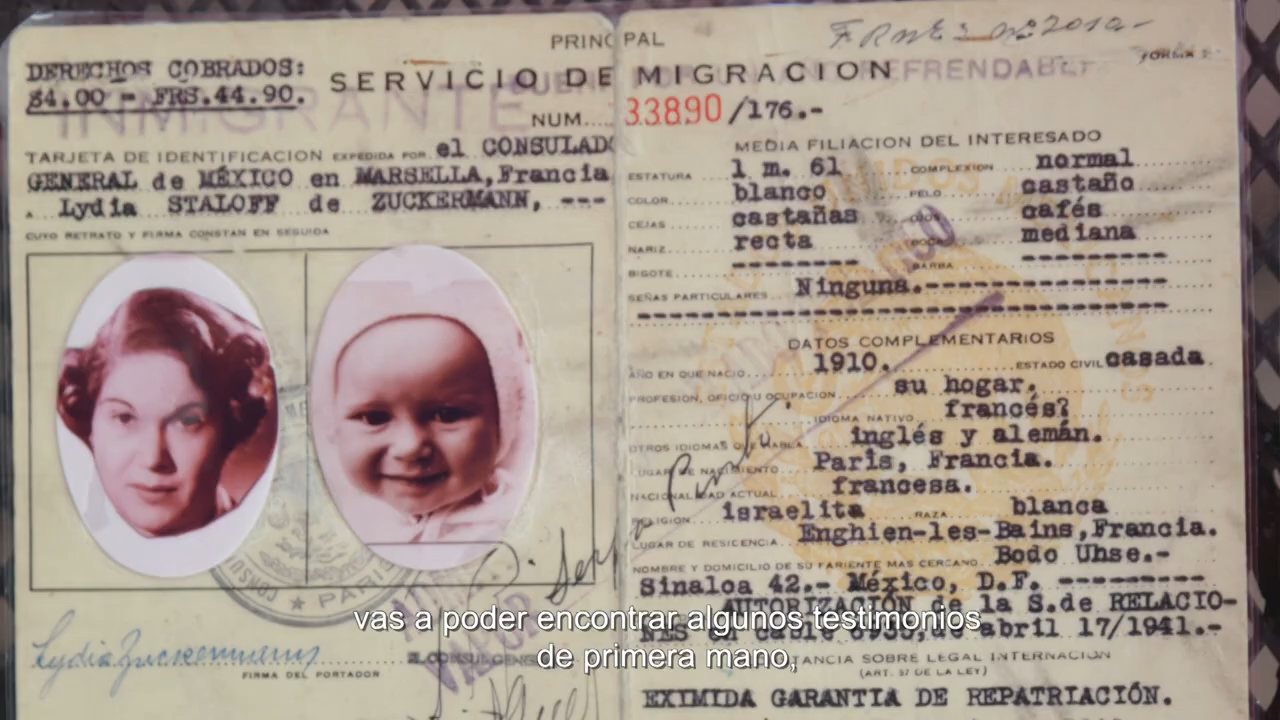 PRINCIPAL
FORMA
DERECHOS COBRADOS:
$4.00 - FRS.44.90.
SERVICIO DE MIGRACION
REFRENDABLE
INMIGRANTE
NUM.... 33890/176.-
TARJETA DE IDENTIFICACION EXPEDIDA POR el CONSULADO
GENERAL de MÉXICO en MARSELLA, Francia
A Lydia STALOFF de ZUCKERMANN, ---
CUYO RETRATO Y FIRMA CONSTAN EN SEGUIDA
PARIS
Lydia Zuckermann
FIRMA DEL PORTADOR
EL CONSUL GENERAL
MEDIA FILIACION DEL INTERESADO
ESTATURA 1 m. 61 COMPLEXION normal
COLOR blanco PELO castaño
CEJAS castañas OJOS cafés
NARIZ recta BOCA mediana
BIGOTE --------- BARBA ---------
SEÑAS PARTICULARES Ninguna.---------------
DATOS COMPLEMENTARIOS
AÑO EN QUE NACIO 1910. ESTADO CIVIL casada
PROFESION, OFICIO U OCUPACION su hogar.
IDIOMA NATIVO francés?
OTROS IDIOMAS QUE HABLA inglés y alemán.
LUGAR DE NACIMIENTO París, Francia.
NACIONALIDAD ACTUAL francesa.
RELIGION israelita RAZA blanca
LUGAR DE RESIDENCIA Enghien-les-Bains, Francia.
NOMBRE Y DOMICILIO DE SU PARIENTE MAS CERCANO Bodo Uhse.-
Sinaloa 42.- México, D.F. ---------
AUTORIZACIÓN de la S.de RELACIO-
NES en cable de abril 17/1941.-
SOBRE LEGAL INTERNACION
(ART. 37 DE LA LEY)
EXIMIDA GARANTIA DE REPATRIACIÓN.
vas a poder encontrar algunos testimonios
de primera mano,